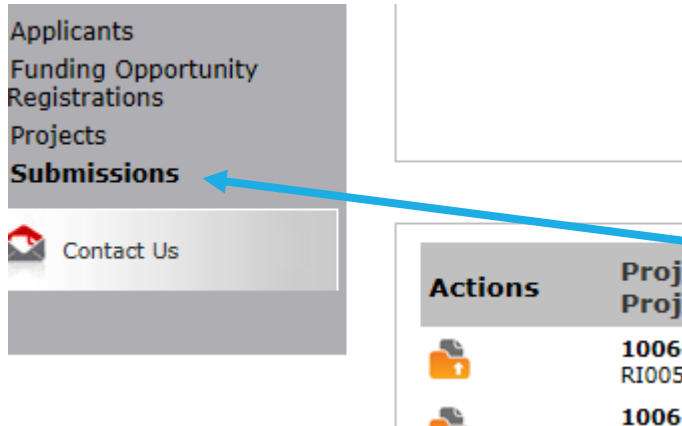 Applicants
Funding Opportunity
Registrations
Projects
Submissions
Contact Us
Actions
Proj
Proj
1006
RI005
1006